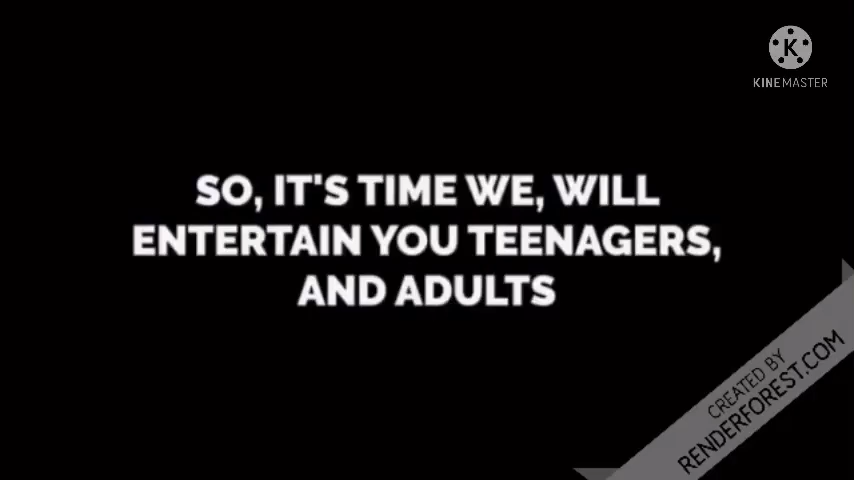 K
KINEMASTER
SO, IT'S TIME WE, WILL
ENTERTAIN YOU TEENAGERS,
AND ADULTS
CREATED BY
RENDERFOREST.COM